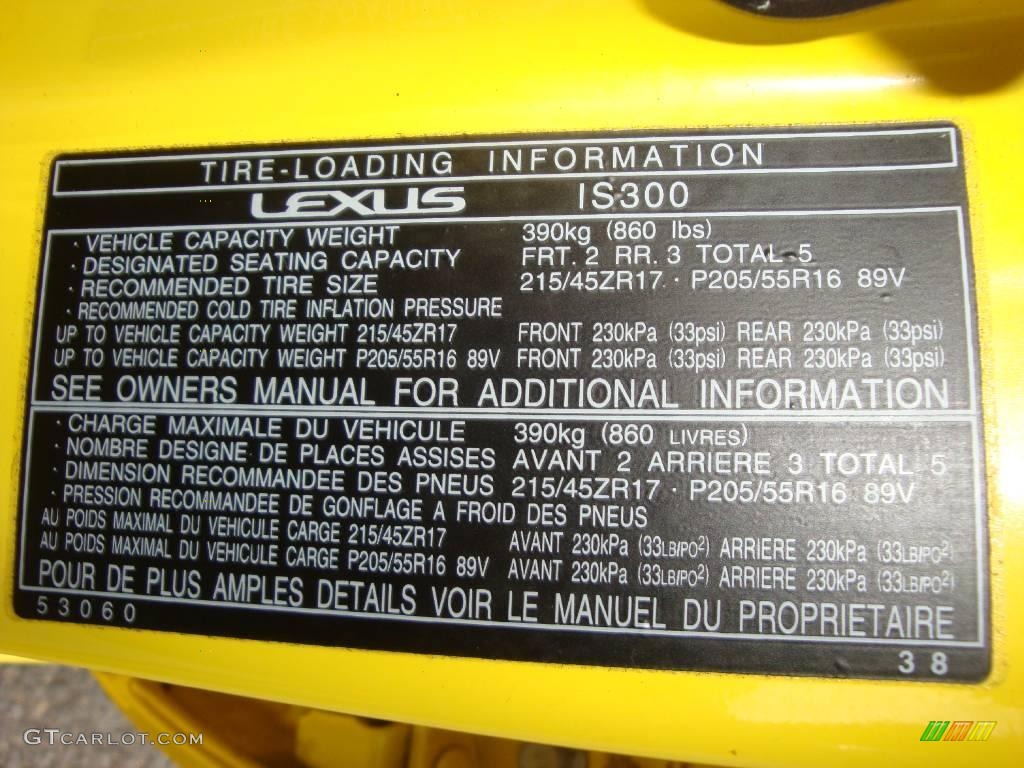 TIRE-LOADING INFORMATION
LEXUS IS300
· VEHICLE CAPACITY WEIGHT 390kg (860 lbs)
· DESIGNATED SEATING CAPACITY FRT. 2 RR. 3 TOTAL 5
· RECOMMENDED TIRE SIZE 215/45ZR17 · P205/55R16 89V
· RECOMMENDED COLD TIRE INFLATION PRESSURE
UP TO VEHICLE CAPACITY WEIGHT 215/45ZR17 FRONT 230kPa (33psi) REAR 230kPa (33psi)
UP TO VEHICLE CAPACITY WEIGHT P205/55R16 89V FRONT 230kPa (33psi) REAR 230kPa (33psi)
SEE OWNERS MANUAL FOR ADDITIONAL INFORMATION
· CHARGE MAXIMALE DU VEHICULE 390kg (860 LIVRES)
· NOMBRE DESIGNE DE PLACES ASSISES AVANT 2 ARRIERE 3 TOTAL 5
· DIMENSION RECOMMANDEE DES PNEUS 215/45ZR17 · P205/55R16 89V
· PRESSION RECOMMANDEE DE GONFLAGE A FROID DES PNEUS
AU POIDS MAXIMAL DU VEHICULE CARGE 215/45ZR17 AVANT 230kPa (33LB/PO²) ARRIERE 230kPa (33LB/PO²)
AU POIDS MAXIMAL DU VEHICULE CARGE P205/55R16 89V AVANT 230kPa (33LB/PO²) ARRIERE 230kPa (33LB/PO²)
POUR DE PLUS AMPLES DETAILS VOIR LE MANUEL DU PROPRIETAIRE
53060
38
GTCARLOT.COM